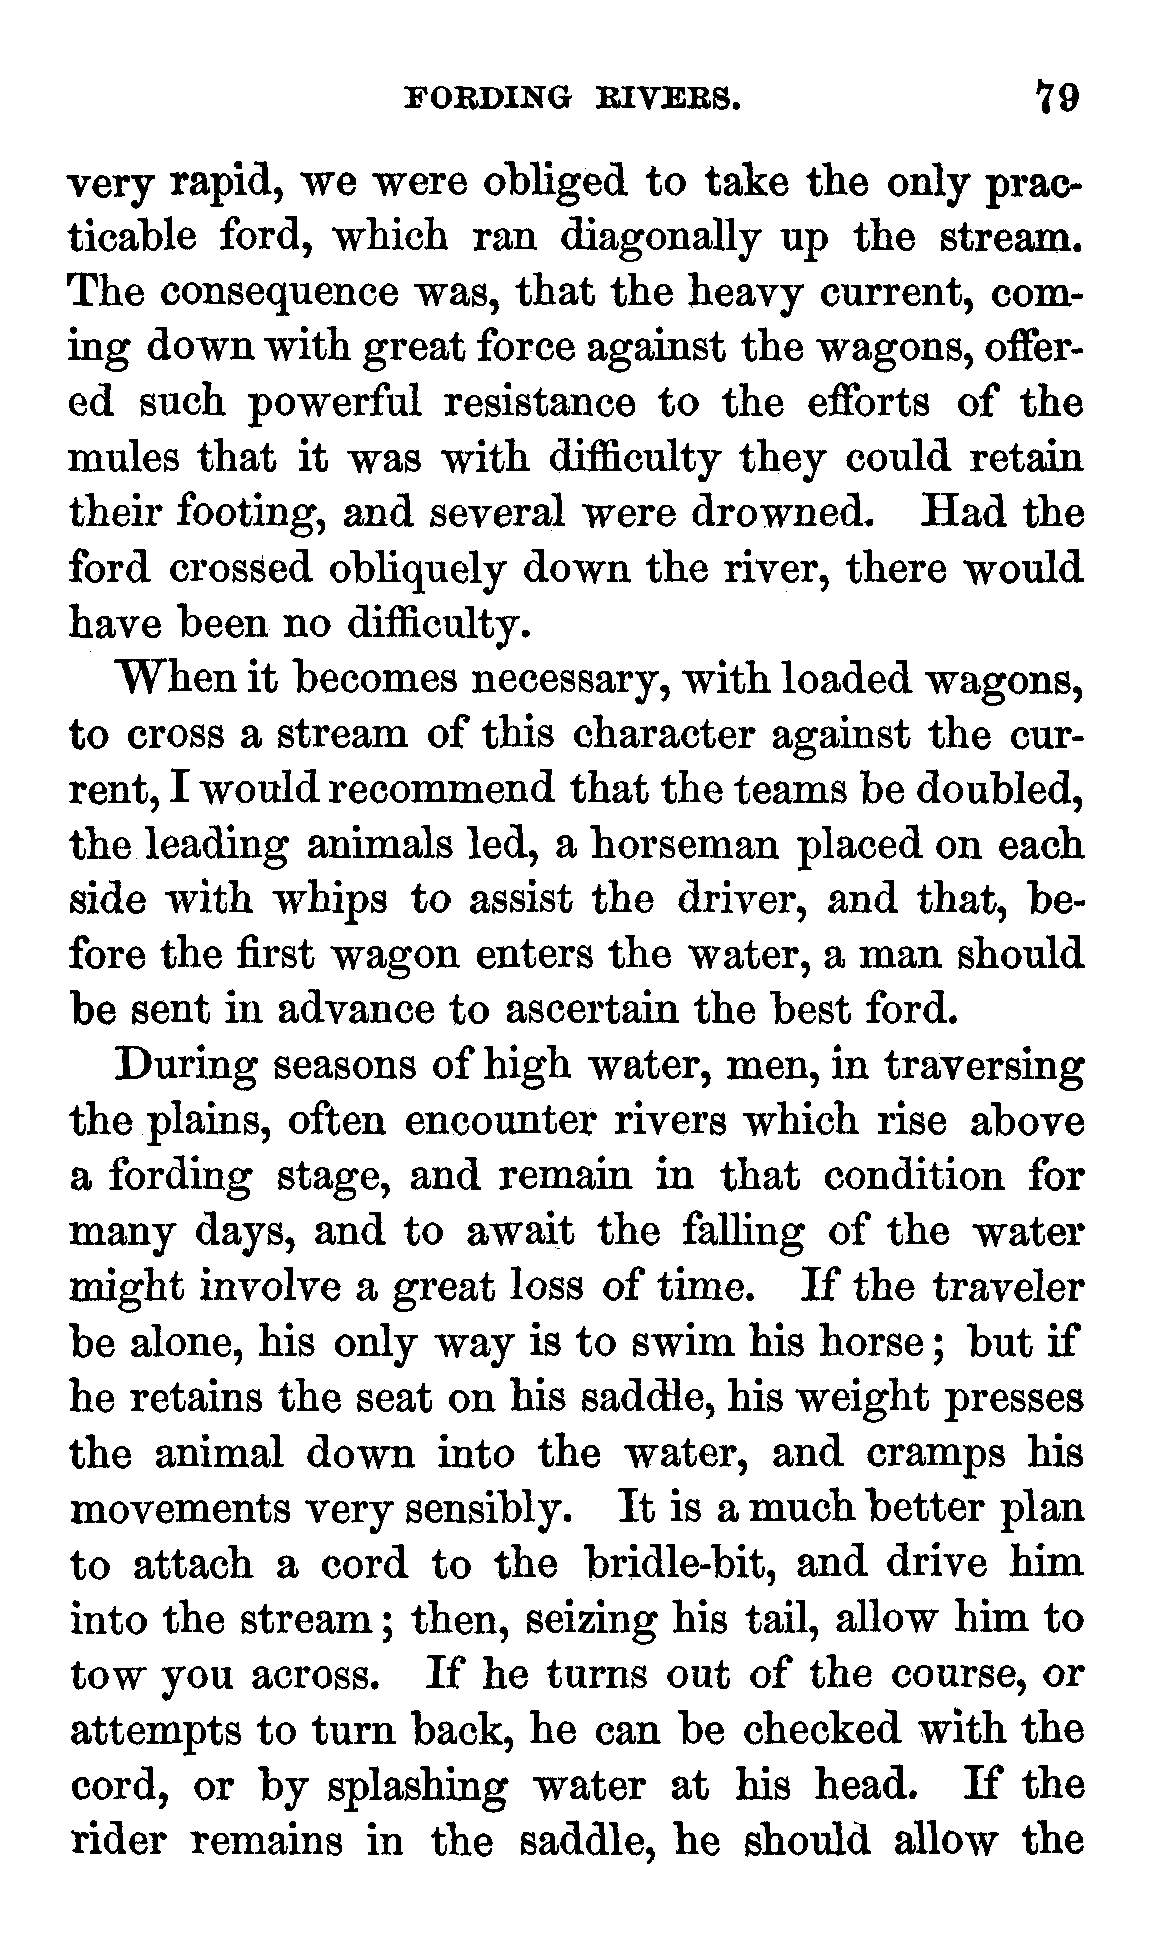 FORDING RIVERS. 79
very rapid, we were obliged to take the only prac-
ticable ford, which ran diagonally up the stream.
The consequence was, that the heavy current, com-
ing down with great force against the wagons, offer-
ed such powerful resistance to the efforts of the
mules that it was with difficulty they could retain
their footing, and several were drowned. Had the
ford crossed obliquely down the river, there would
have been no difficulty.
When it becomes necessary, with loaded wagons,
to cross a stream of this character against the cur-
rent, I would recommend that the teams be doubled,
the leading animals led, a horseman placed on each
side with whips to assist the driver, and that, be-
fore the first wagon enters the water, a man should
be sent in advance to ascertain the best ford.
During seasons of high water, men, in traversing
the plains, often encounter rivers which rise above
a fording stage, and remain in that condition for
many days, and to await the falling of the water
might involve a great loss of time. If the traveler
be alone, his only way is to swim his horse; but if
he retains the seat on his saddle, his weight presses
the animal down into the water, and cramps his
movements very sensibly. It is a much better plan
to attach a cord to the bridle-bit, and drive him
into the stream; then, seizing his tail, allow him to
tow you across. If he turns out of the course, or
attempts to turn back, he can be checked with the
cord, or by splashing water at his head. If the
rider remains in the saddle, he should allow the